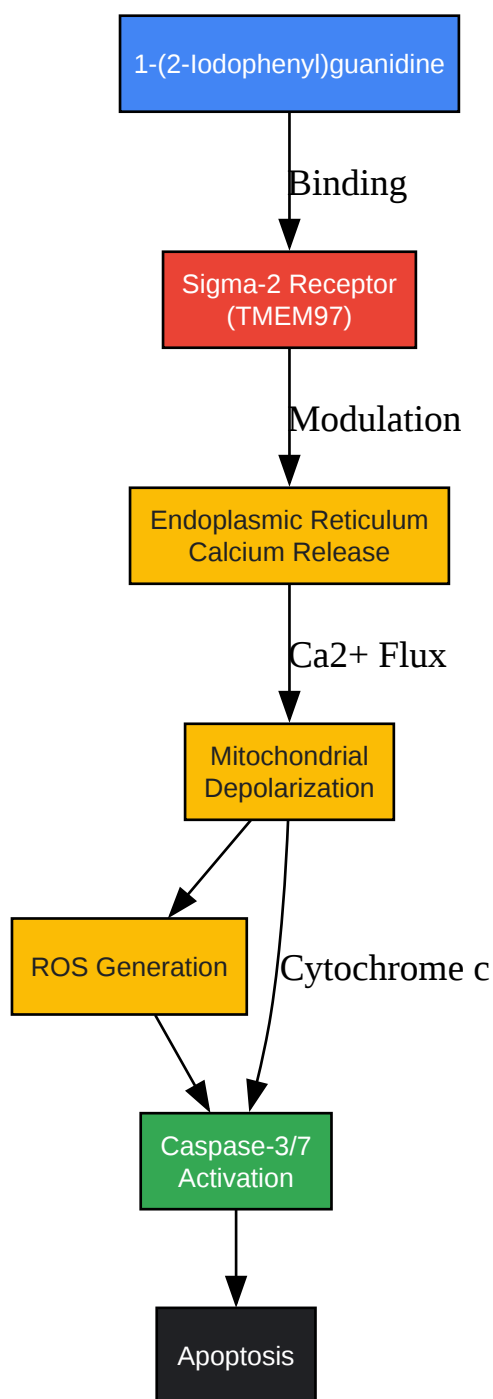 1-(2-Iodophenyl)guanidine
Binding
Sigma-2 Receptor
(TMEM97)
Modulation
Endoplasmic Reticulum
Calcium Release
Ca2+ Flux
Mitochondrial
Depolarization
ROS Generation
Cytochrome c
Caspase-3/7
Activation
Apoptosis